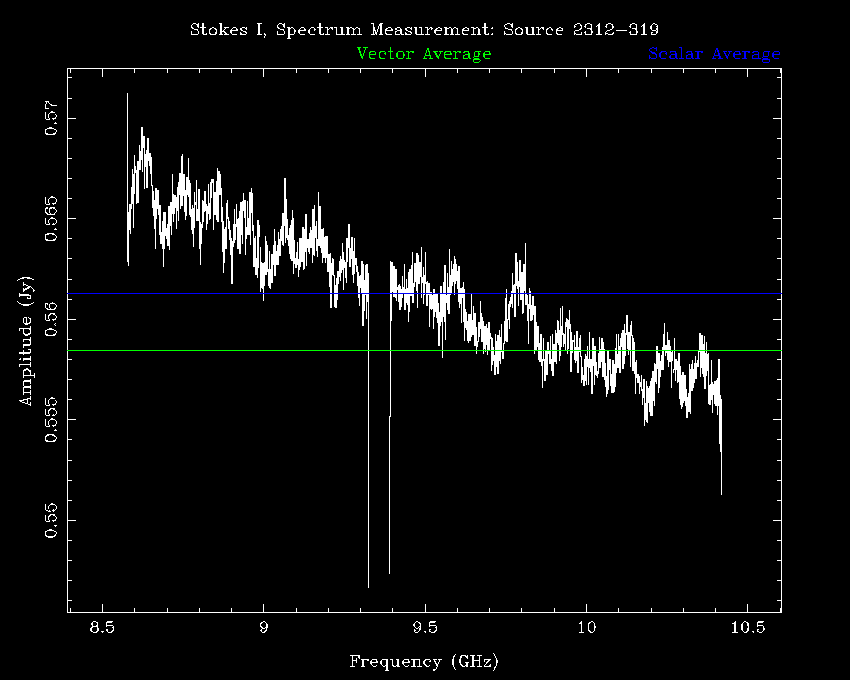 Stokes I, Spectrum Measurement: Source 2312−319
Vector Average Scalar Average
0.57
0.565
0.56
0.555
0.55
Amplitude (Jy)
8.5 9 9.5 10 10.5
Frequency (GHz)